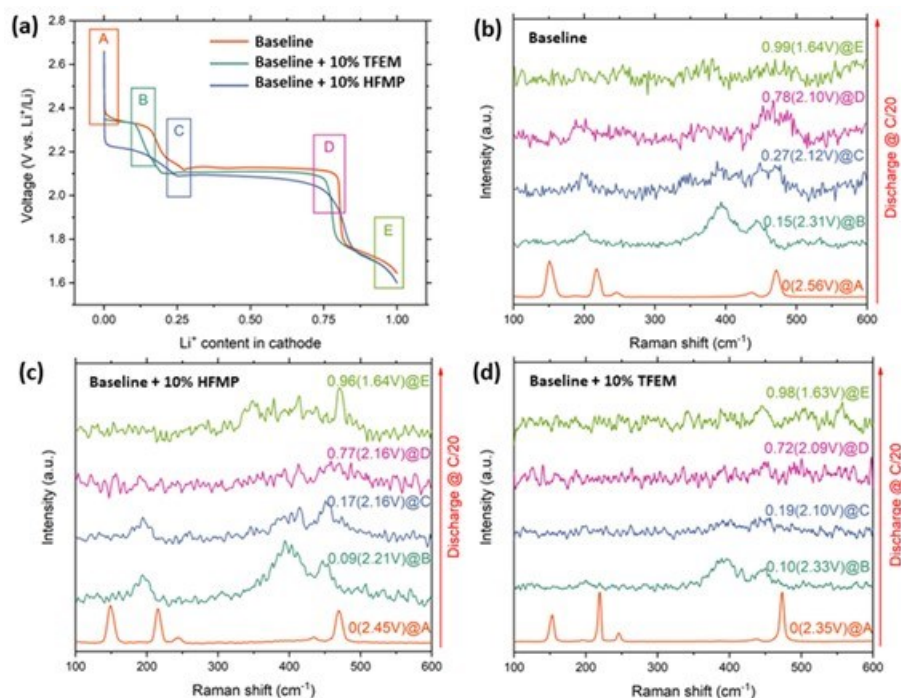 (a)
2.8
2.6
2.4
2.2
2.0
1.8
1.6
Voltage (V vs. Li⁺/Li)
A
B
C
D
E
Baseline
Baseline + 10% TFEM
Baseline + 10% HFMP
0.00 0.25 0.50 0.75 1.00
Li⁺ content in cathode
(b) Baseline
0.99(1.64V)@E
0.78(2.10V)@D
0.27(2.12V)@C
0.15(2.31V)@B
0(2.56V)@A
Intensity (a.u.)
Discharge @ C/20
100 200 300 400 500 600
Raman shift (cm⁻¹)
(c) Baseline + 10% HFMP
0.96(1.64V)@E
0.77(2.16V)@D
0.17(2.16V)@C
0.09(2.21V)@B
0(2.45V)@A
Intensity (a.u.)
Discharge @ C/20
100 200 300 400 500 600
Raman shift (cm⁻¹)
(d) Baseline + 10% TFEM
0.98(1.63V)@E
0.72(2.09V)@D
0.19(2.10V)@C
0.10(2.33V)@B
0(2.35V)@A
Intensity (a.u.)
Discharge @ C/20
100 200 300 400 500 600
Raman shift (cm⁻¹)